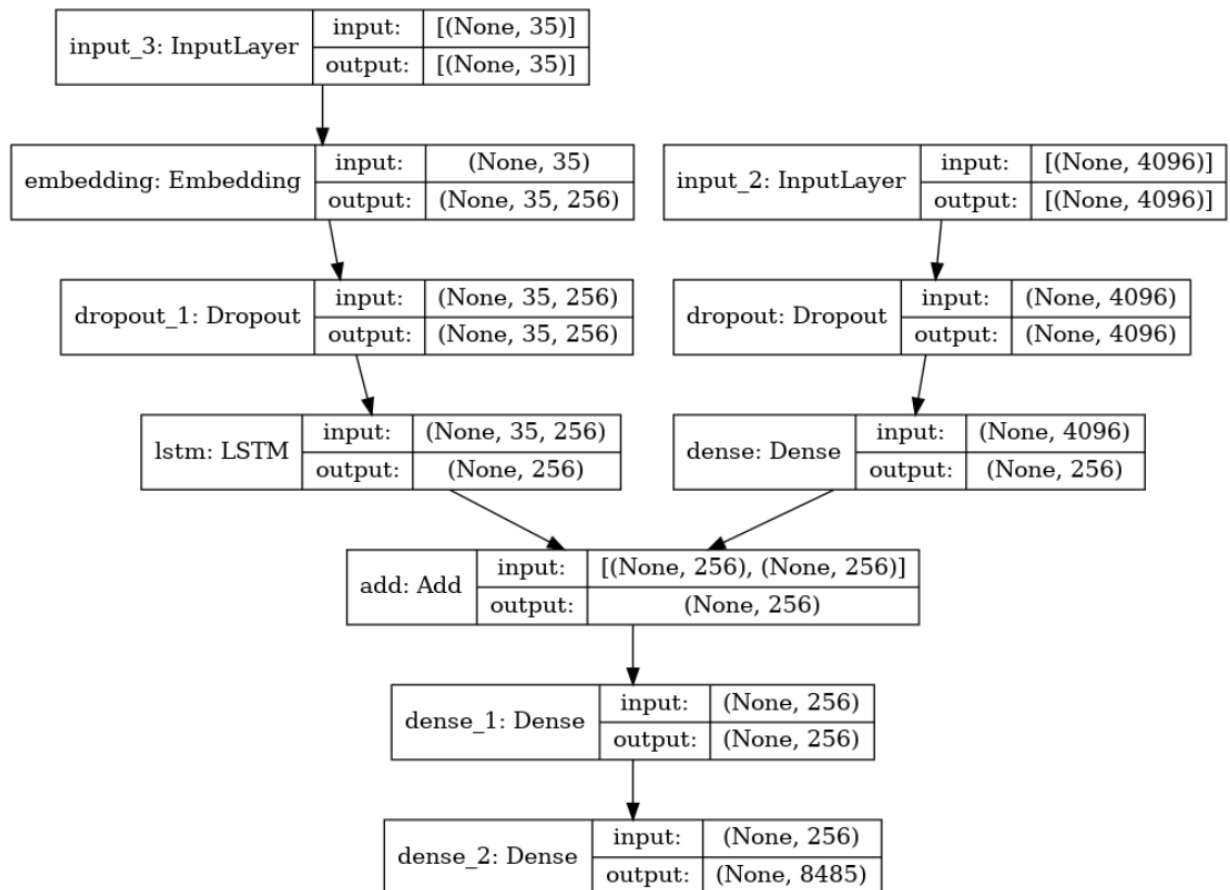 input_3: InputLayer
input: [(None, 35)]
output: [(None, 35)]
embedding: Embedding
input: (None, 35)
output: (None, 35, 256)
input_2: InputLayer
input: [(None, 4096)]
output: [(None, 4096)]
dropout_1: Dropout
input: (None, 35, 256)
output: (None, 35, 256)
dropout: Dropout
input: (None, 4096)
output: (None, 4096)
lstm: LSTM
input: (None, 35, 256)
output: (None, 256)
dense: Dense
input: (None, 4096)
output: (None, 256)
add: Add
input: [(None, 256), (None, 256)]
output: (None, 256)
dense_1: Dense
input: (None, 256)
output: (None, 256)
dense_2: Dense
input: (None, 256)
output: (None, 8485)